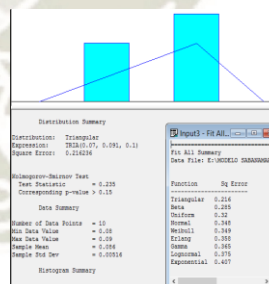 Distribution Summary
Distribution: Triangular
Expression: TRIA(0.07, 0.091, 0.1)
Square Error: 0.216236
Kolmogorov-Smirnov Test
Test Statistic = 0.235
Corresponding p-value > 0.15
Data Summary
Number of Data Points = 10
Min Data Value = 0.08
Max Data Value = 0.09
Sample Mean = 0.086
Sample Std Dev = 0.00516
Histogram Summary
Input3 - Fit All...
Fit All Summary
Data File: E:\MODELO SABANAMA
Function Sq Error
Triangular 0.216
Beta 0.285
Uniform 0.32
Normal 0.348
Weibull 0.349
Erlang 0.358
Gamma 0.365
Lognormal 0.375
Exponential 0.407